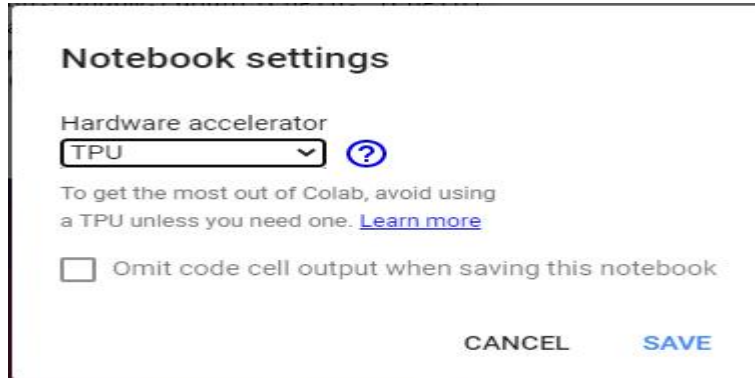 Notebook settings
Hardware accelerator
TPU
?
To get the most out of Colab, avoid using
a TPU unless you need one. Learn more
Omit code cell output when saving this notebook
CANCEL SAVE